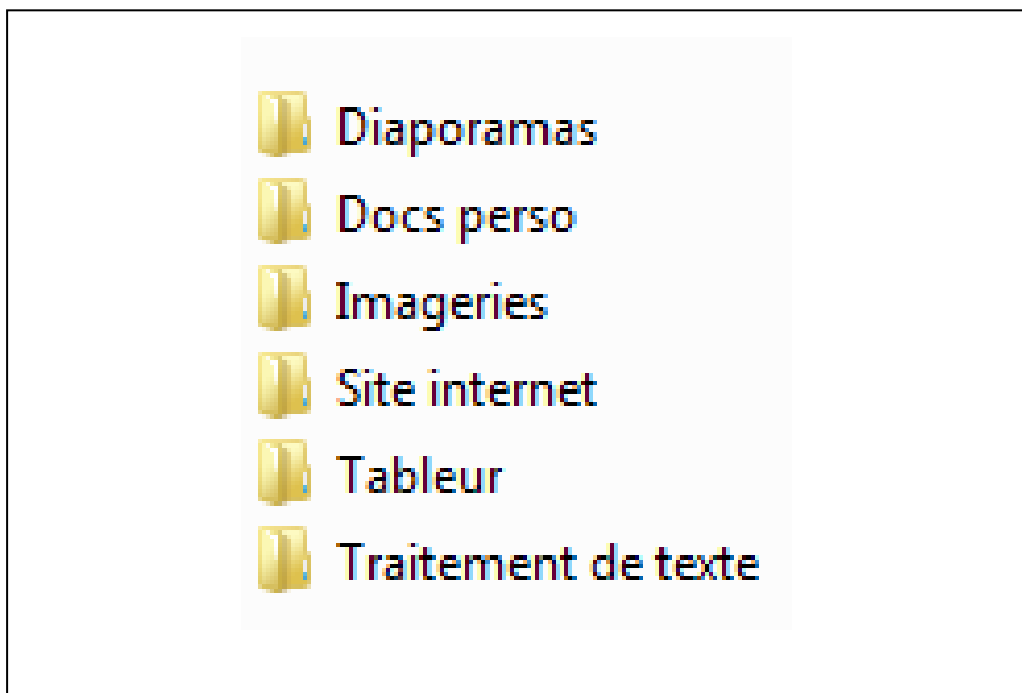 Diaporamas
Docs perso
Imageries
Site internet
Tableur
Traitement de texte